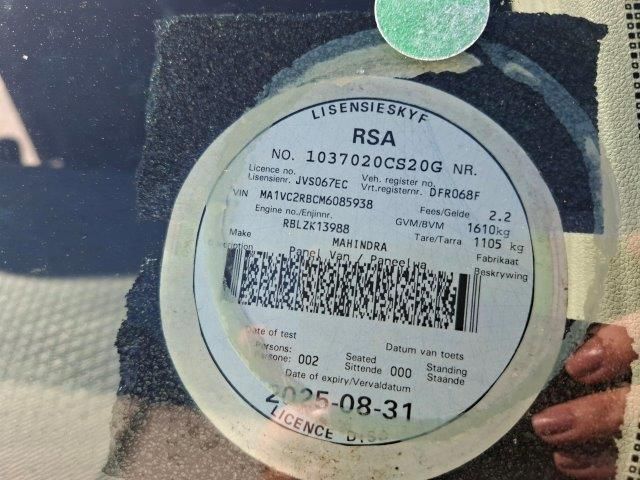 LISENSIESKYF
RSA
NO. 1037020CS20G NR.
Licence no. Veh. register no.
Lisensienr. JVS067EC Vrt.registernr. DFR068F
VIN MA1VC2RBCM6085938 Fees/Gelde 2.2
Engine no./Enjinnr. GVM/BVM 1610kg
RBLZK13988 Tare/Tarra 1105 kg
Make MAHINDRA Fabrikaat
Panel van / Beskrywing
Date of test Datum van toets
Persons: Seated Standing
Persone: 002 Sittende 000 Staande
Date of expiry/Vervaldatum
2025-08-31
LICENCE DISC